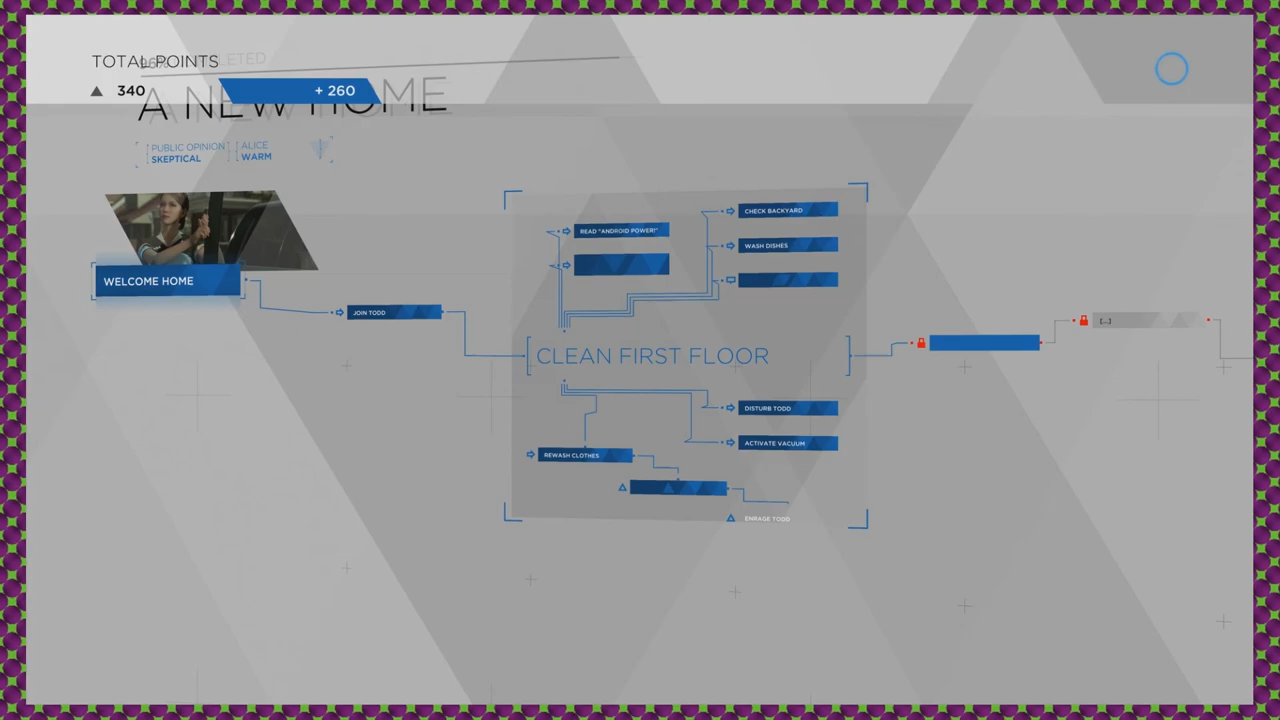 TOTAL POINTS
340
+ 260
A NEW HOME
PUBLIC OPINION
SKEPTICAL
ALICE
WARM
WELCOME HOME
JOIN TODD
READ "ANDROID POWER!"
CHECK BACKYARD
WASH DISHES
CLEAN FIRST FLOOR
DISTURB TODD
ACTIVATE VACUUM
REWASH CLOTHES
ENRAGE TODD
[...]